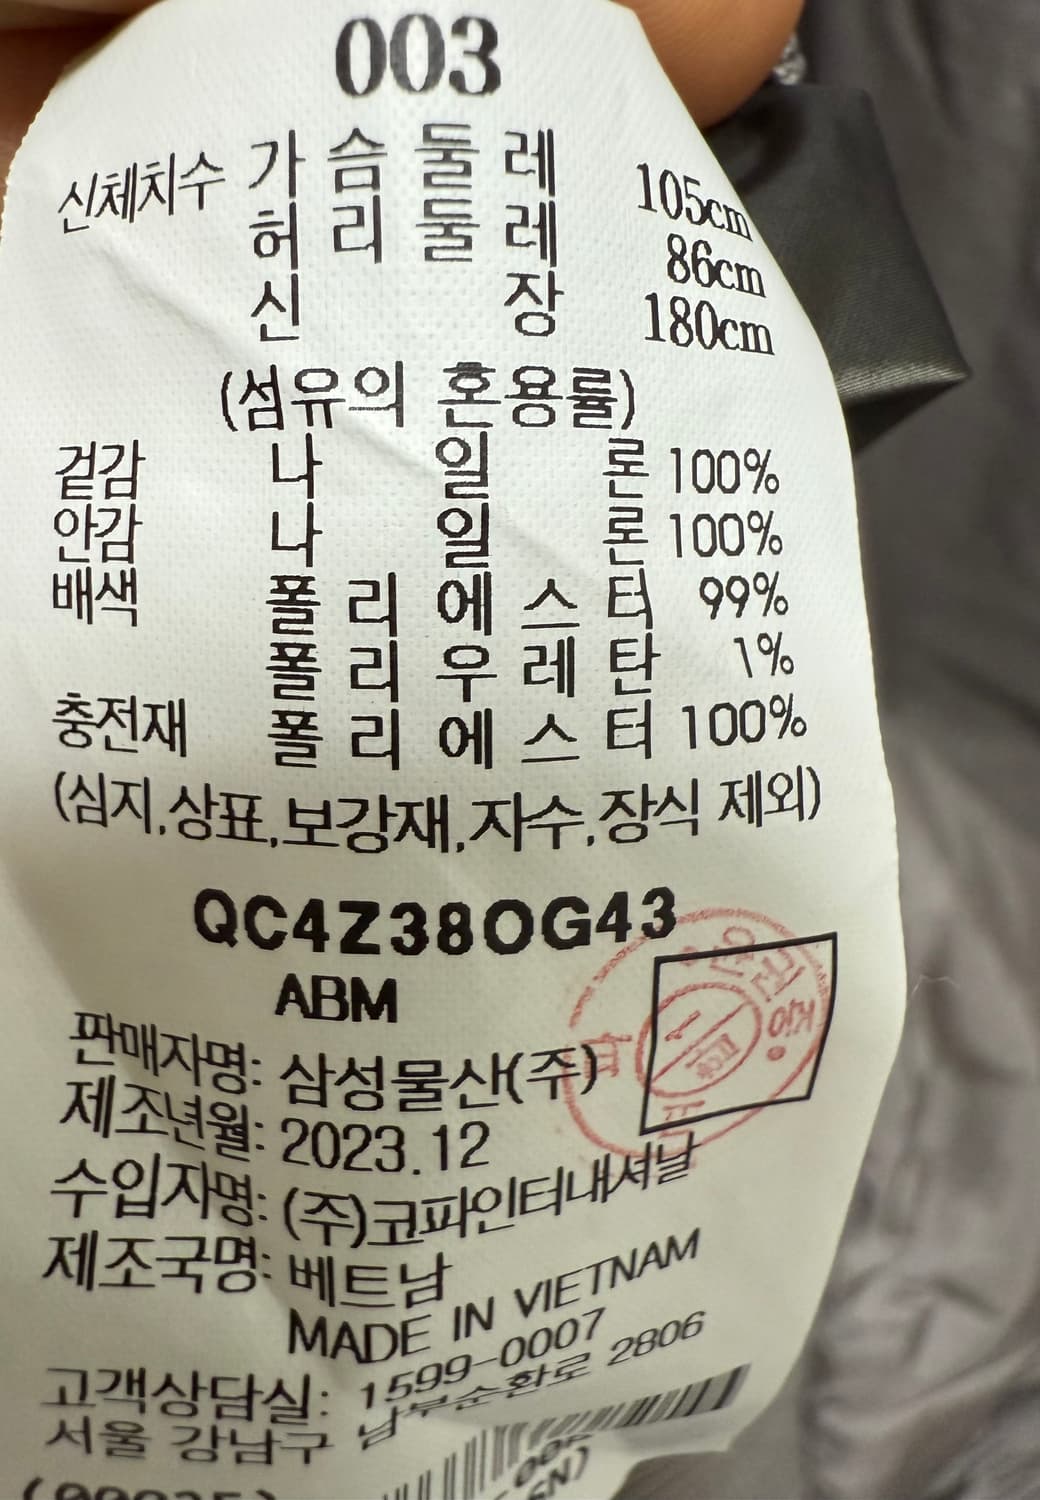 003
신체치수 가슴둘레 105cm
허리둘레 86cm
신장 180cm
(섬유의 혼용률)
겉감 나일론 100%
안감 나일론 100%
배색 폴리에스터 99%
폴리우레탄 1%
충전재 폴리에스터 100%
(심지,상표,보강재,자수,장식 제외)
QC4Z38OG43
ABM
판매자명: 삼성물산(주)
제조년월: 2023.12
수입자명: (주)코파인터내셔날
제조국명: 베트남
MADE IN VIETNAM
고객상담실: 1599-0007
서울 강남구 남부순환로 2806